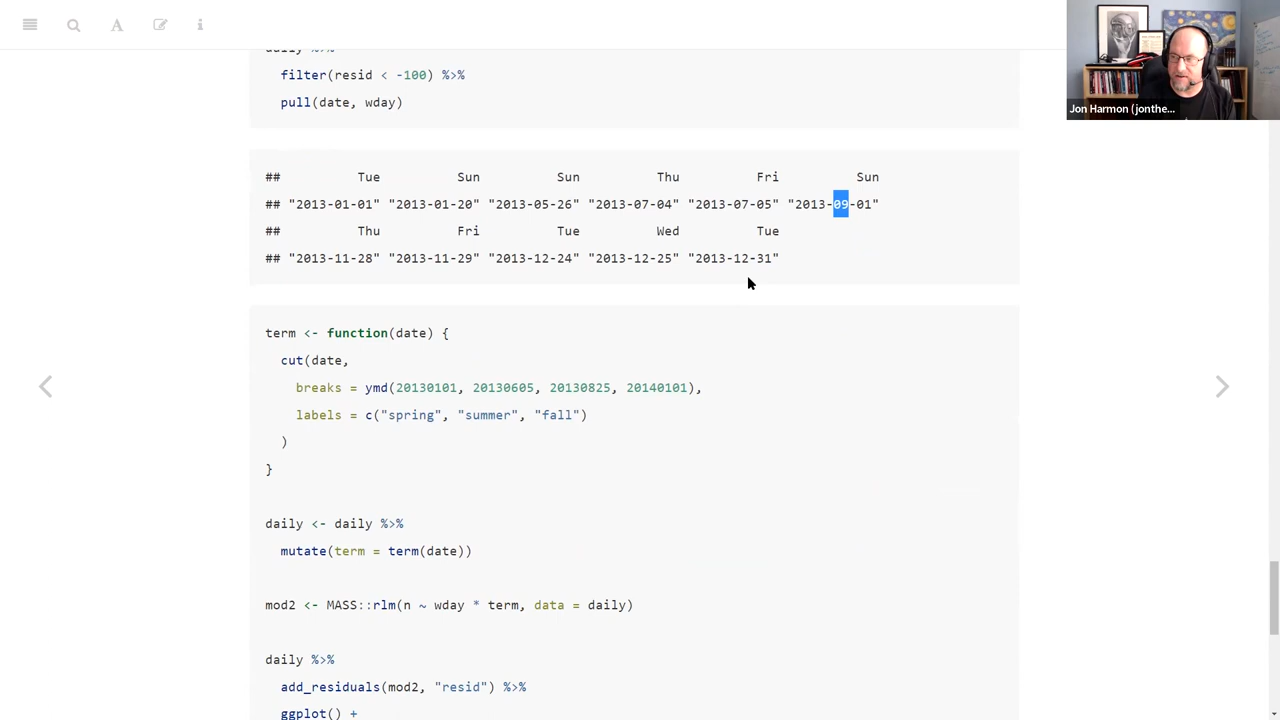 Jon Harmon (jonthe...
daily %>%
filter(resid < -100) %>%
pull(date, wday)
## Tue Sun Sun Thu Fri Sun
## "2013-01-01" "2013-01-20" "2013-05-26" "2013-07-04" "2013-07-05" "2013-09-01"
## Thu Fri Tue Wed Tue
## "2013-11-28" "2013-11-29" "2013-12-24" "2013-12-25" "2013-12-31"
term <- function(date) {
cut(date,
breaks = ymd(20130101, 20130605, 20130825, 20140101),
labels = c("spring", "summer", "fall")
)
}
daily <- daily %>%
mutate(term = term(date))
mod2 <- MASS::rlm(n ~ wday * term, data = daily)
daily %>%
add_residuals(mod2, "resid") %>%
ggplot() +